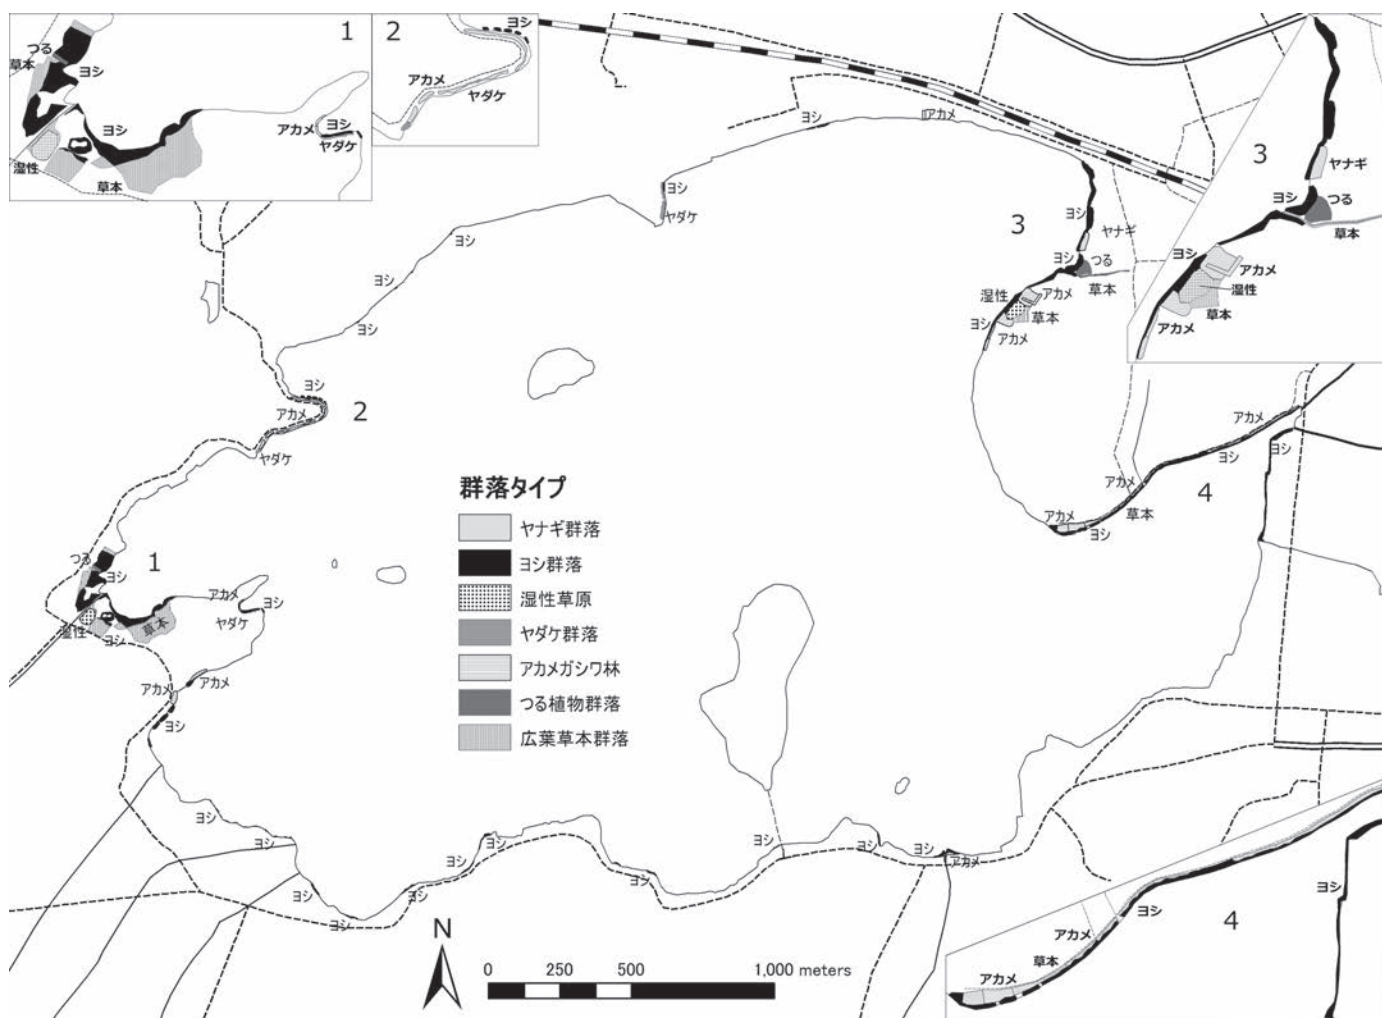 1
つる
草本
ヨシ
ヨシ
湿性
草本
アカメ
ヨシ
ヤダケ
2
ヨシ
アカメ
ヤダケ
3
ヤナギ
ヨシ
つる
草本
ヨシ
アカメ
湿性
草本
アカメ
ヨシ
アカメ
ヨシ
ヤダケ
ヨシ
3
ヨシ
ヤナギ
ヨシ
つる
草本
湿性
アカメ
草本
ヨシ
アカメ
ヨシ
ヨシ
アカメ
2
ヤダケ
アカメ
ヨシ
ヨシ
アカメ
4
アカメ
草本
ヨシ
群落タイプ
ヤナギ群落
ヨシ群落
湿性草原
ヤダケ群落
アカメガシワ林
つる植物群落
広葉草本群落
1
つる
ヨシ
湿性
ヨシ
草本
アカメ
ヨシ
ヤダケ
アカメ
アカメ
ヨシ
ヨシ
ヨシ
ヨシ
ヨシ
ヨシ
ヨシ
ヨシ
ヨシ
ヨシ
ヨシ
ヨシ
アカメ
N
0 250 500 1,000 meters
ヨシ
4
ヨシ
アカメ
草本
アカメ